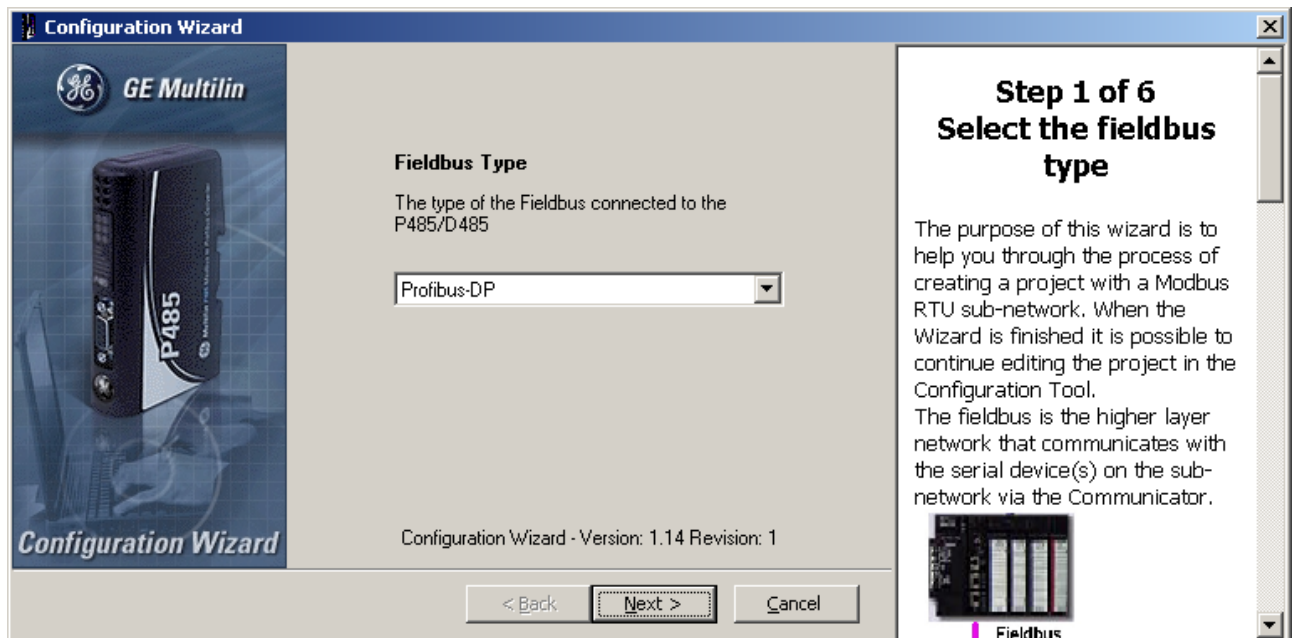 Configuration Wizard
GE Multilin
P485
Configuration Wizard
Fieldbus Type
The type of the Fieldbus connected to the
P485/D485
Profibus-DP
Configuration Wizard - Version: 1.14 Revision: 1
< Back
Next >
Cancel
Step 1 of 6
Select the fieldbus
type
The purpose of this wizard is to
help you through the process of
creating a project with a Modbus
RTU sub-network. When the
Wizard is finished it is possible to
continue editing the project in the
Configuration Tool.
The fieldbus is the higher layer
network that communicates with
the serial device(s) on the sub-
network via the Communicator.
Fieldbus